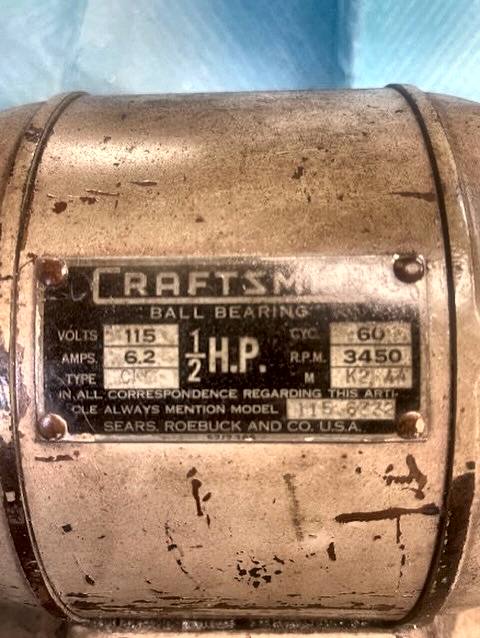 CRAFTSM
BALL BEARING
VOLTS 115 1/2 H.P. CYC. 60
AMPS. 6.2 R.P.M. 3450
TYPE M K2 44
IN ALL CORRESPONDENCE REGARDING THIS ARTI-
CLE ALWAYS MENTION MODEL
SEARS, ROEBUCK AND CO. U.S.A.